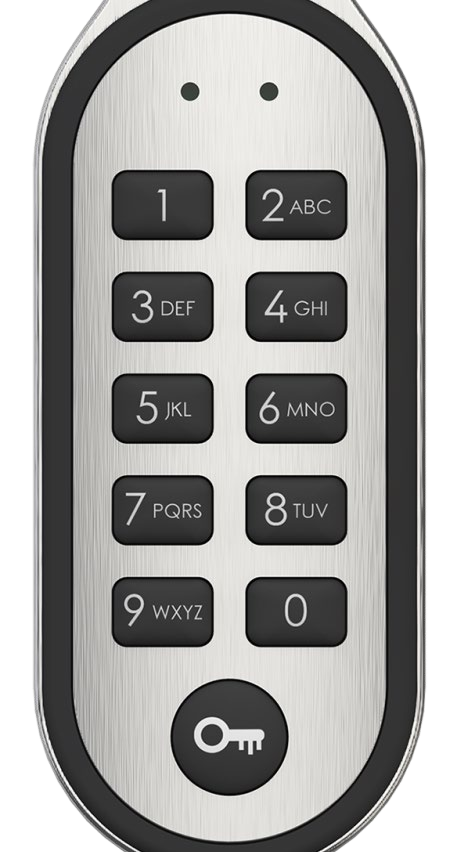 1 2 ABC
3 DEF 4 GHI
5 JKL 6 MNO
7 PQRS 8 TUV
9 WXYZ 0